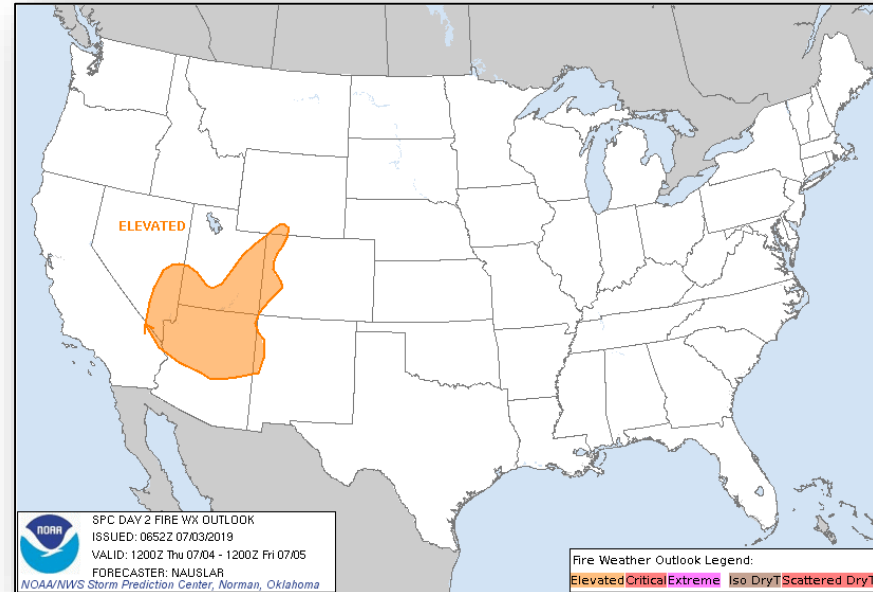 ELEVATED
NOAA
SPC DAY 2 FIRE WX OUTLOOK
ISSUED: 0652Z 07/03/2019
VALID: 1200Z Thu 07/04 - 1200Z Fri 07/05
FORECASTER: NAUSLAR
NOAA/NWS Storm Prediction Center, Norman, Oklahoma
Fire Weather Outlook Legend:
Elevated Critical Extreme Iso DryT Scattered DryT